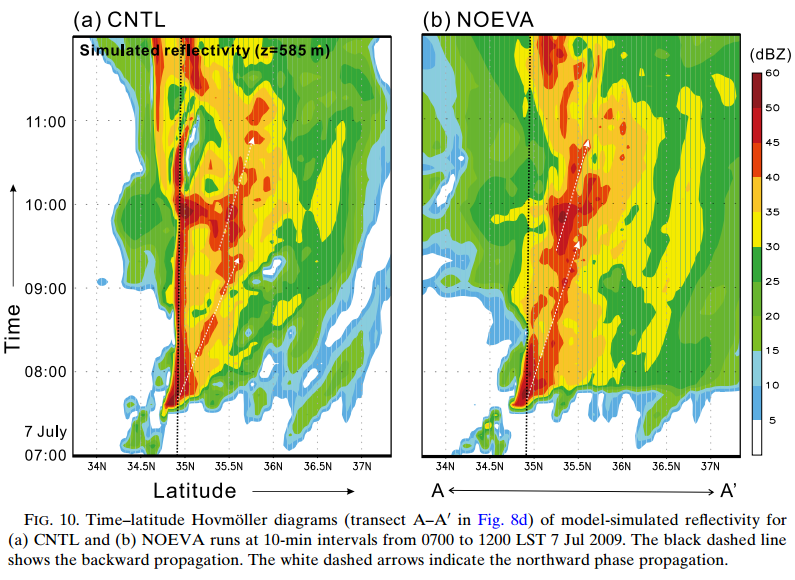 (a) CNTL
(b) NOEVA
Simulated reflectivity (z=585 m)
(dBZ)
60
50
45
40
35
30
25
20
15
10
5
11:00
10:00
09:00
08:00
7 July
07:00
Time
34N 34.5N 35N 35.5N 36N 36.5N 37N
34N 34.5N 35N 35.5N 36N 36.5N 37N
Latitude
A A'
FIG. 10. Time–latitude Hovmöller diagrams (transect A–A′ in Fig. 8d) of model-simulated reflectivity for
(a) CNTL and (b) NOEVA runs at 10-min intervals from 0700 to 1200 LST 7 Jul 2009. The black dashed line
shows the backward propagation. The white dashed arrows indicate the northward phase propagation.